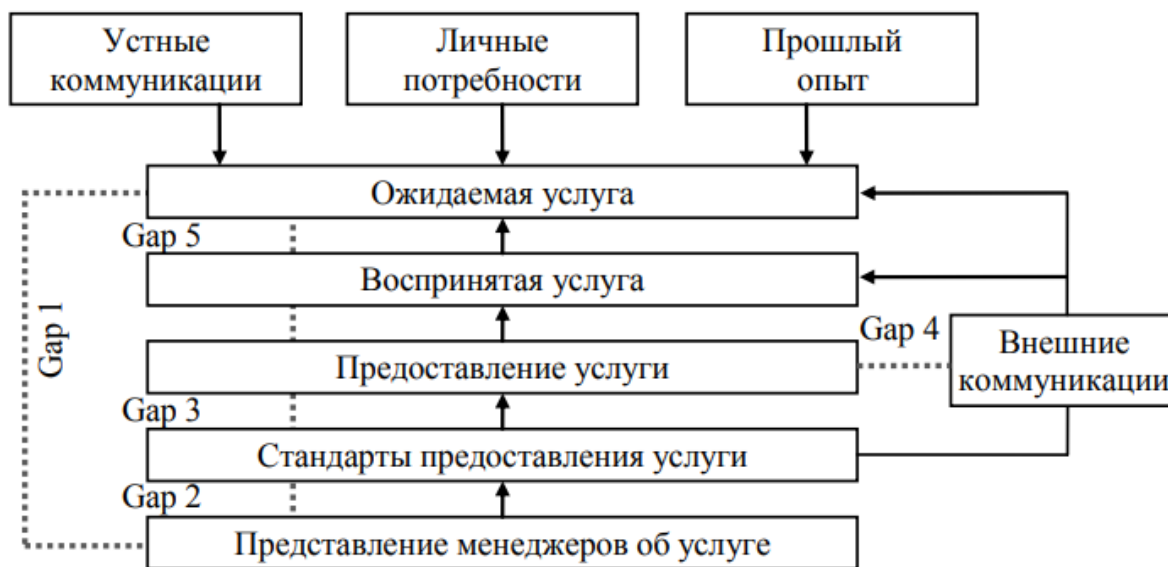 Устные
коммуникации
Личные
потребности
Прошлый
опыт
Ожидаемая услуга
Gap 5
Воспринятая услуга
Gap 1
Gap 4
Предоставление услуги
Внешние
коммуникации
Gap 3
Стандарты предоставления услуги
Gap 2
Представление менеджеров об услуге